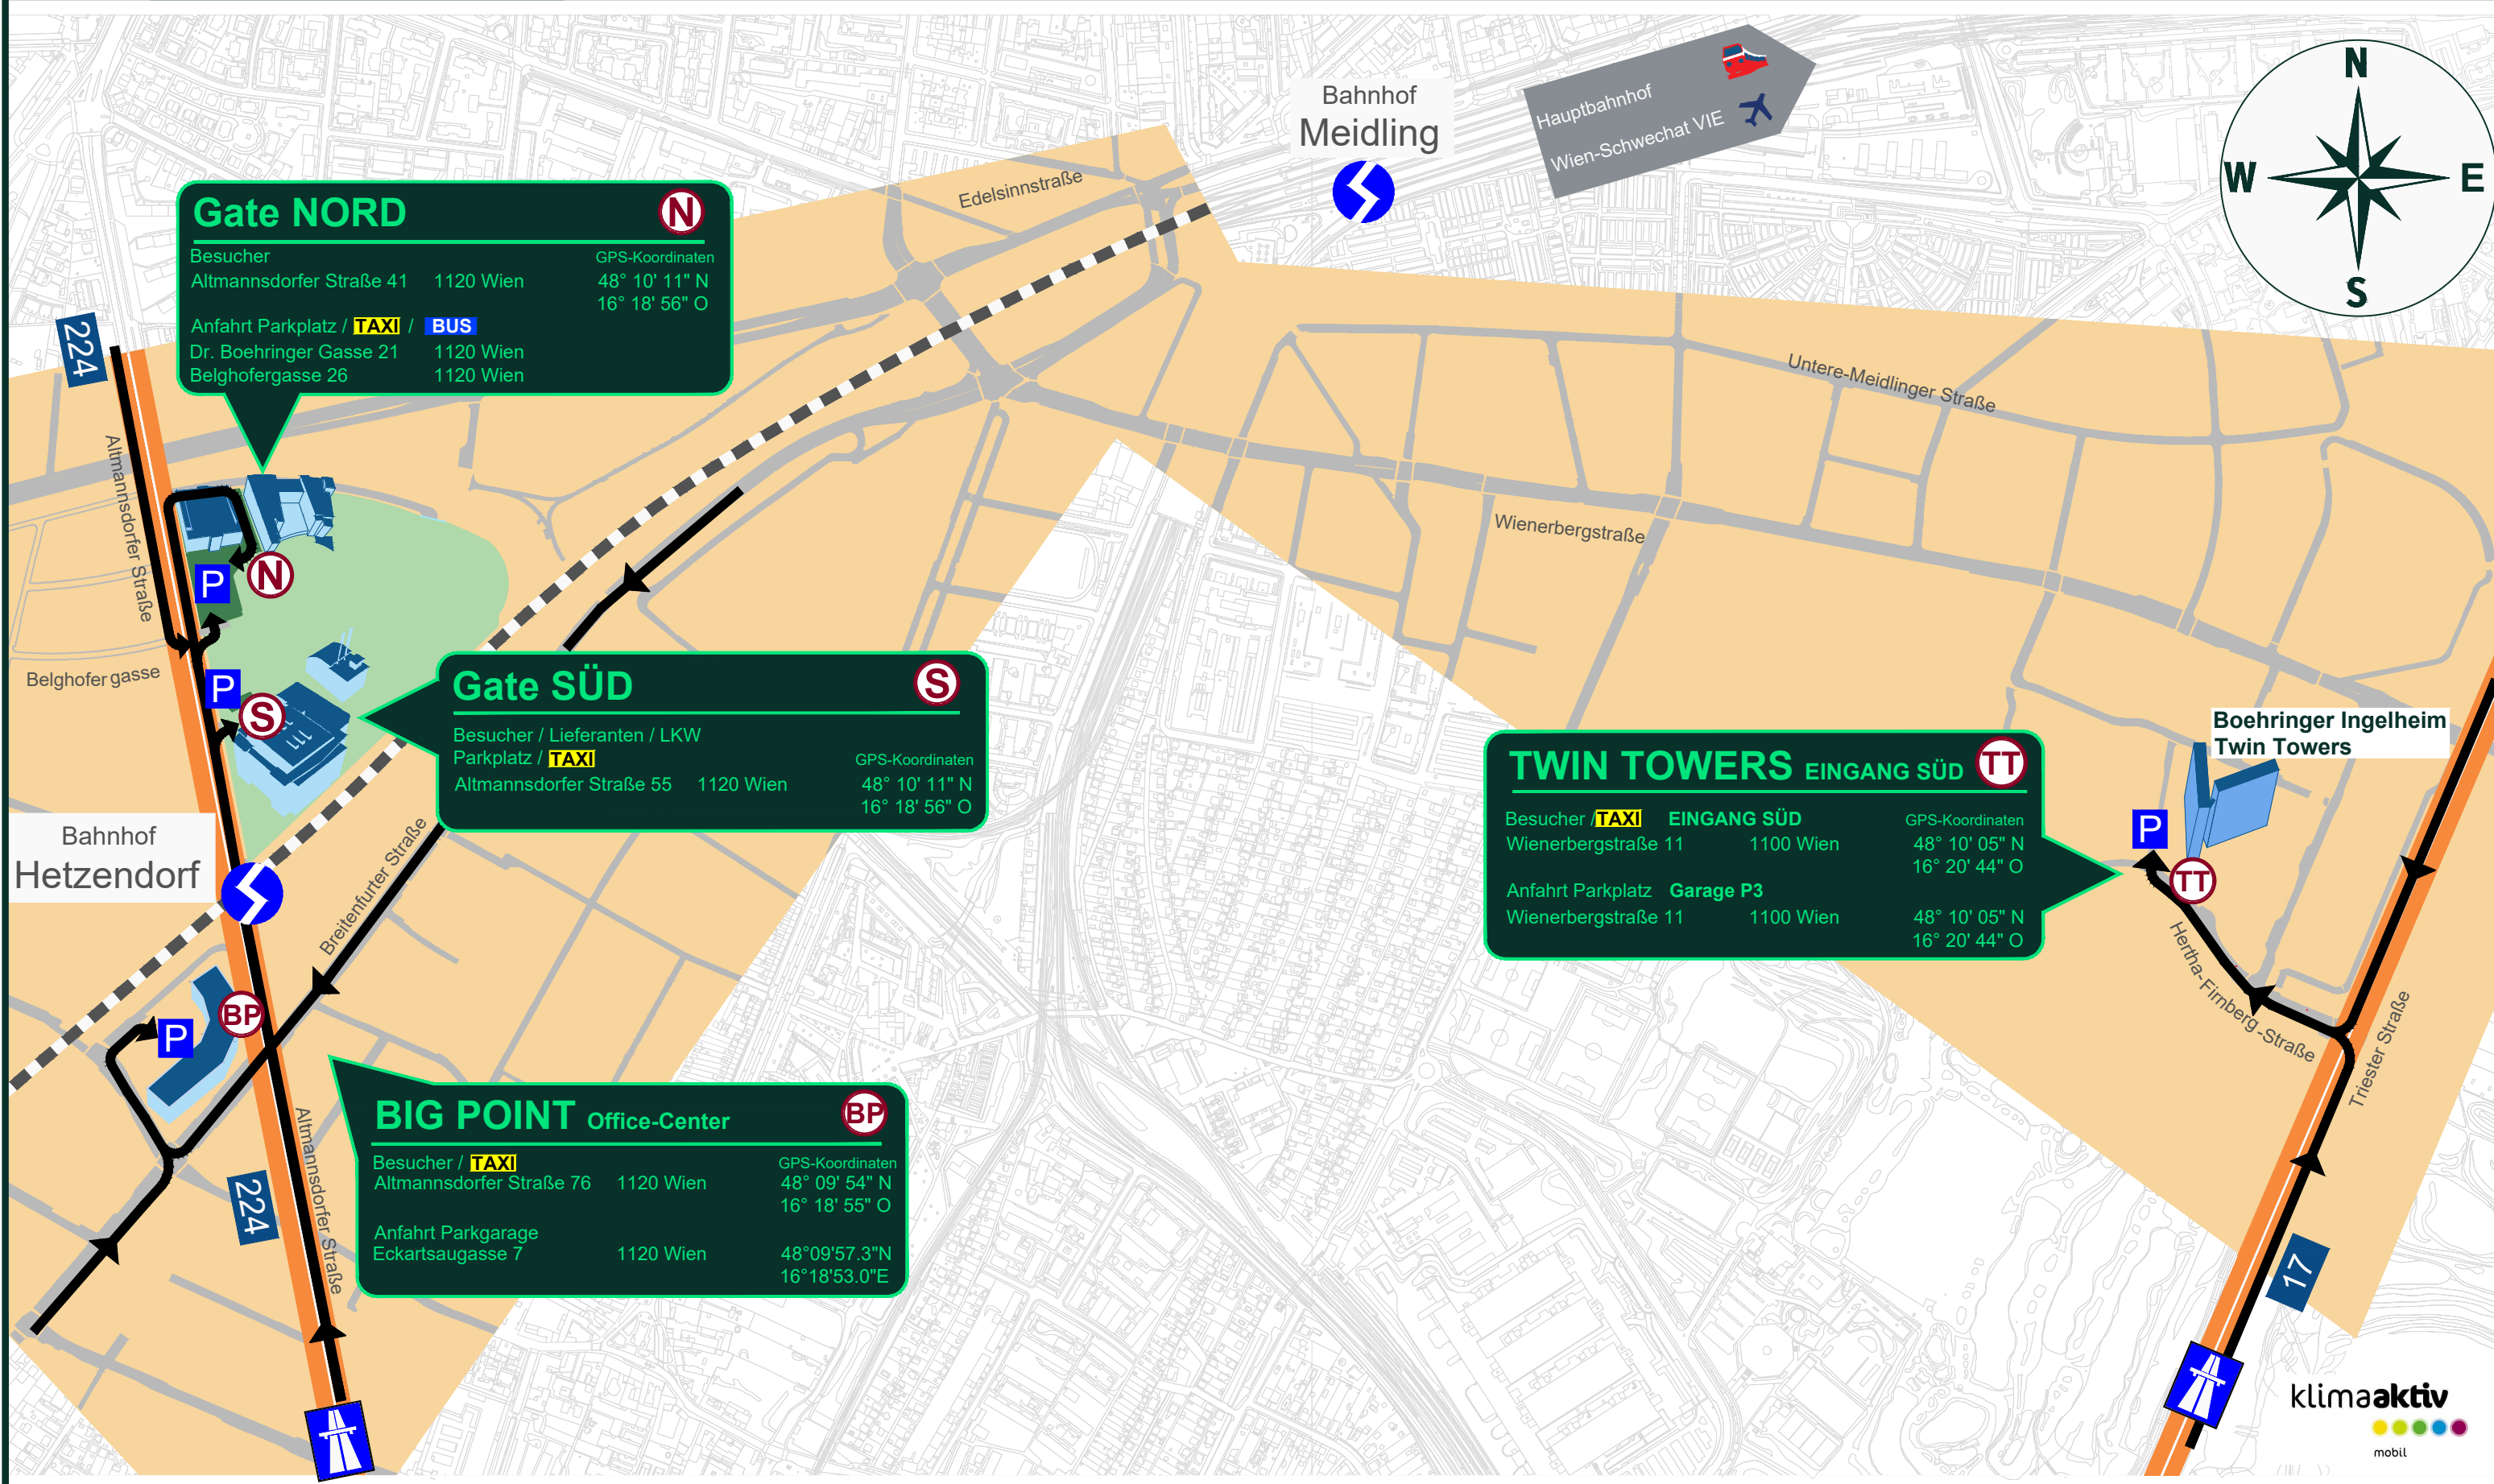 Bahnhof
Meidling
Hauptbahnhof
Wien-Schwechat VIE
N
W E
S
Edelsinnstraße
Gate NORD N
Besucher GPS-Koordinaten
Altmannsdorfer Straße 41 1120 Wien 48° 10' 11" N
16° 18' 56" O
Anfahrt Parkplatz / TAXI / BUS
Dr. Boehringer Gasse 21 1120 Wien
Belghofergasse 26 1120 Wien
224
Altmannsdorfer Straße
Untere-Meidlinger Straße
Wienerbergstraße
P
N
Belghofergasse
P
S
Gate SÜD S
Besucher / Lieferanten / LKW
Parkplatz / TAXI GPS-Koordinaten
Altmannsdorfer Straße 55 1120 Wien 48° 10' 11" N
16° 18' 56" O
Boehringer Ingelheim
Twin Towers
TWIN TOWERS EINGANG SÜD TT
Besucher / TAXI EINGANG SÜD GPS-Koordinaten
Wienerbergstraße 11 1100 Wien 48° 10' 05" N
16° 20' 44" O
Anfahrt Parkplatz Garage P3
Wienerbergstraße 11 1100 Wien 48° 10' 05" N
16° 20' 44" O
P
TT
Hertha-Firnberg-Straße
Triester Straße
17
Bahnhof
Hetzendorf
Breitenfurter Straße
BP
P
BIG POINT Office-Center BP
Besucher / TAXI GPS-Koordinaten
Altmannsdorfer Straße 76 1120 Wien 48° 09' 54" N
16° 18' 55" O
Anfahrt Parkgarage
Eckartsaugasse 7 1120 Wien 48°09'57.3"N
16°18'53.0"E
224
Altmannsdorfer Straße
klimaaktiv
mobil